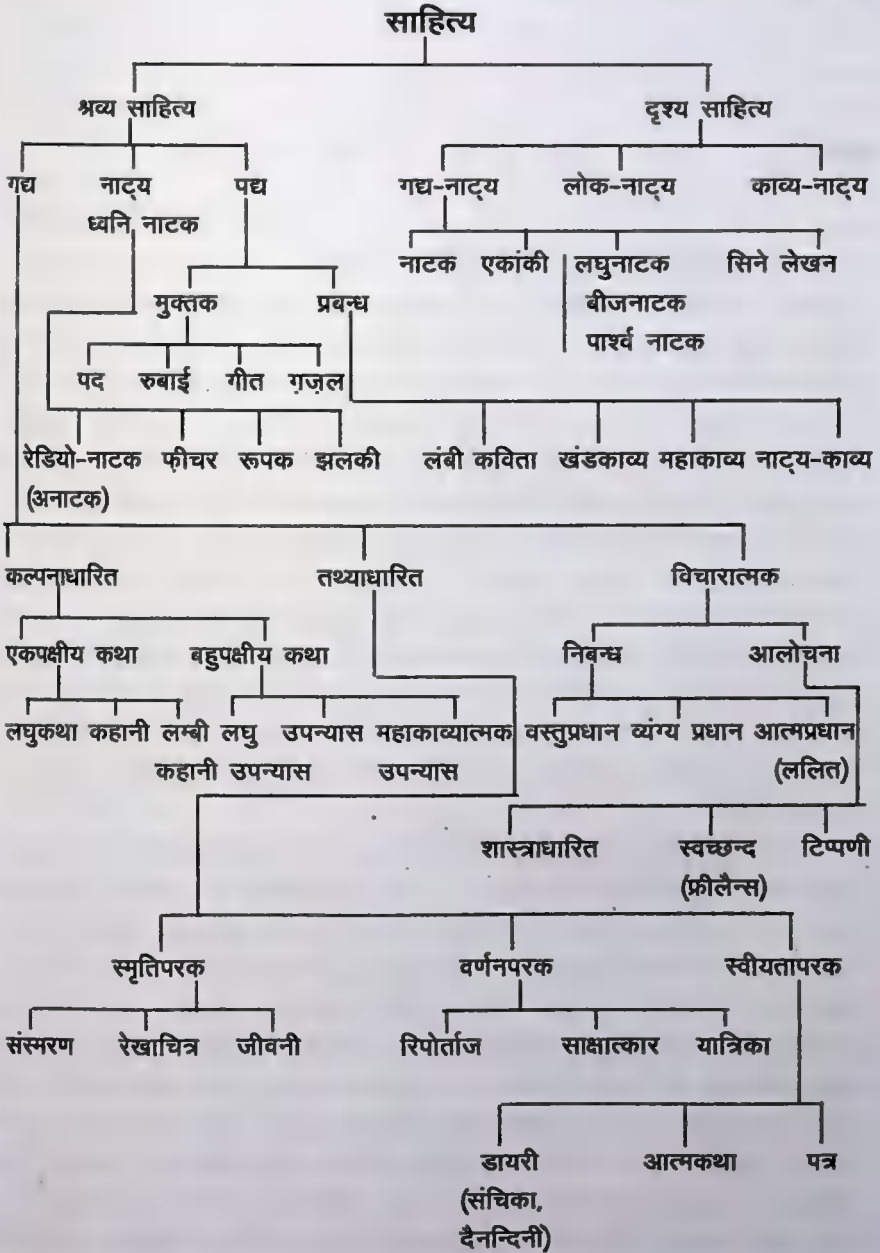 साहित्य
श्रव्य साहित्य दृश्य साहित्य
गद्य नाट्य पद्य गद्य-नाट्य लोक-नाट्य काव्य-नाट्य
ध्वनि नाटक
नाटक एकांकी लघुनाटक सिने लेखन
मुक्तक प्रबन्ध बीजनाटक
पार्श्व नाटक
पद रुबाई गीत ग़ज़ल
रेडियो-नाटक फ़ीचर रूपक झलकी लंबी कविता खंडकाव्य महाकाव्य नाट्य-काव्य
(अनाटक)
कल्पनाधारित तथ्याधारित विचारात्मक
एकपक्षीय कथा बहुपक्षीय कथा निबन्ध आलोचना
लघुकथा कहानी लम्बी लघु उपन्यास महाकाव्यात्मक वस्तुप्रधान व्यंग्य प्रधान आत्मप्रधान
कहानी उपन्यास उपन्यास (ललित)
शास्त्राधारित स्वच्छन्द टिप्पणी
(फ्रीलैन्स)
स्मृतिपरक वर्णनपरक स्वीयतापरक
संस्मरण रेखाचित्र जीवनी रिपोर्ताज साक्षात्कार यात्रिका
डायरी आत्मकथा पत्र
(संचिका,
दैनन्दिनी)